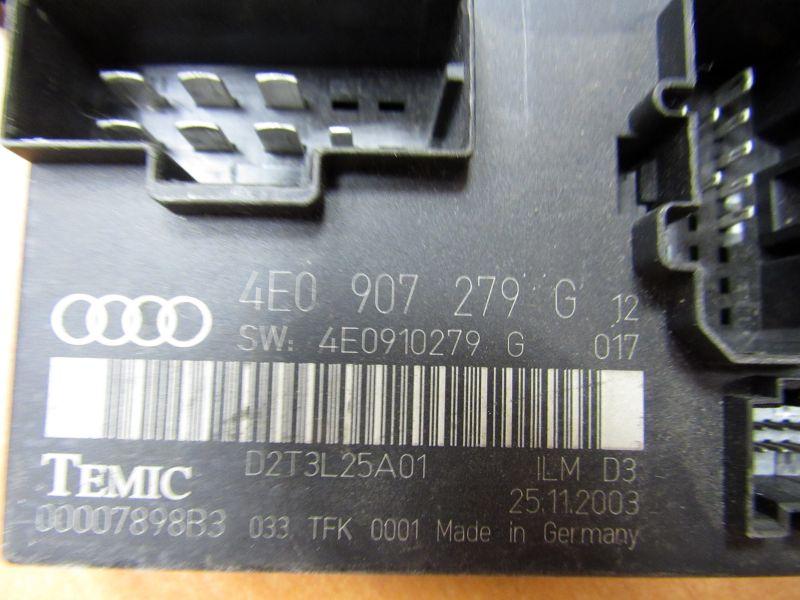 4E0 907 279 G J2
SW: 4E0910279 G 017
D2T3L25A01 ILM D3
TEMIC 25.11.2003
00007898B3 033 TFK 0001 Made in Germany